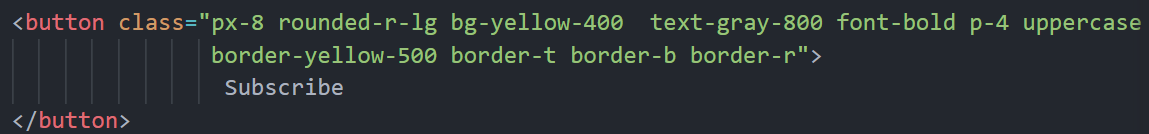 <button class="px-8 rounded-r-lg bg-yellow-400  text-gray-800 font-bold p-4 uppercase
border-yellow-500 border-t border-b border-r">
Subscribe
</button>